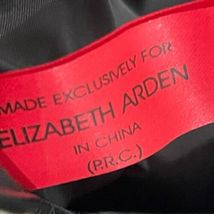 MADE EXCLUSIVELY FOR
ELIZABETH ARDEN
IN CHINA
(P.R.C.)